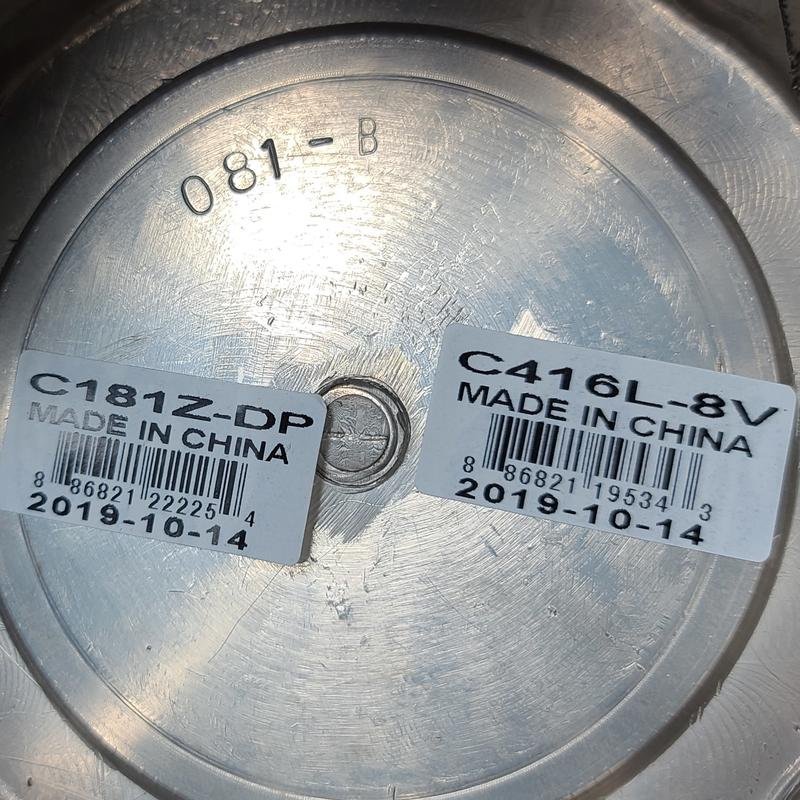 081-B
C181Z-DP
MADE IN CHINA
8 86821 22225 4
2019-10-14
C416L-8V
MADE IN CHINA
8 86821 19534 3
2019-10-14